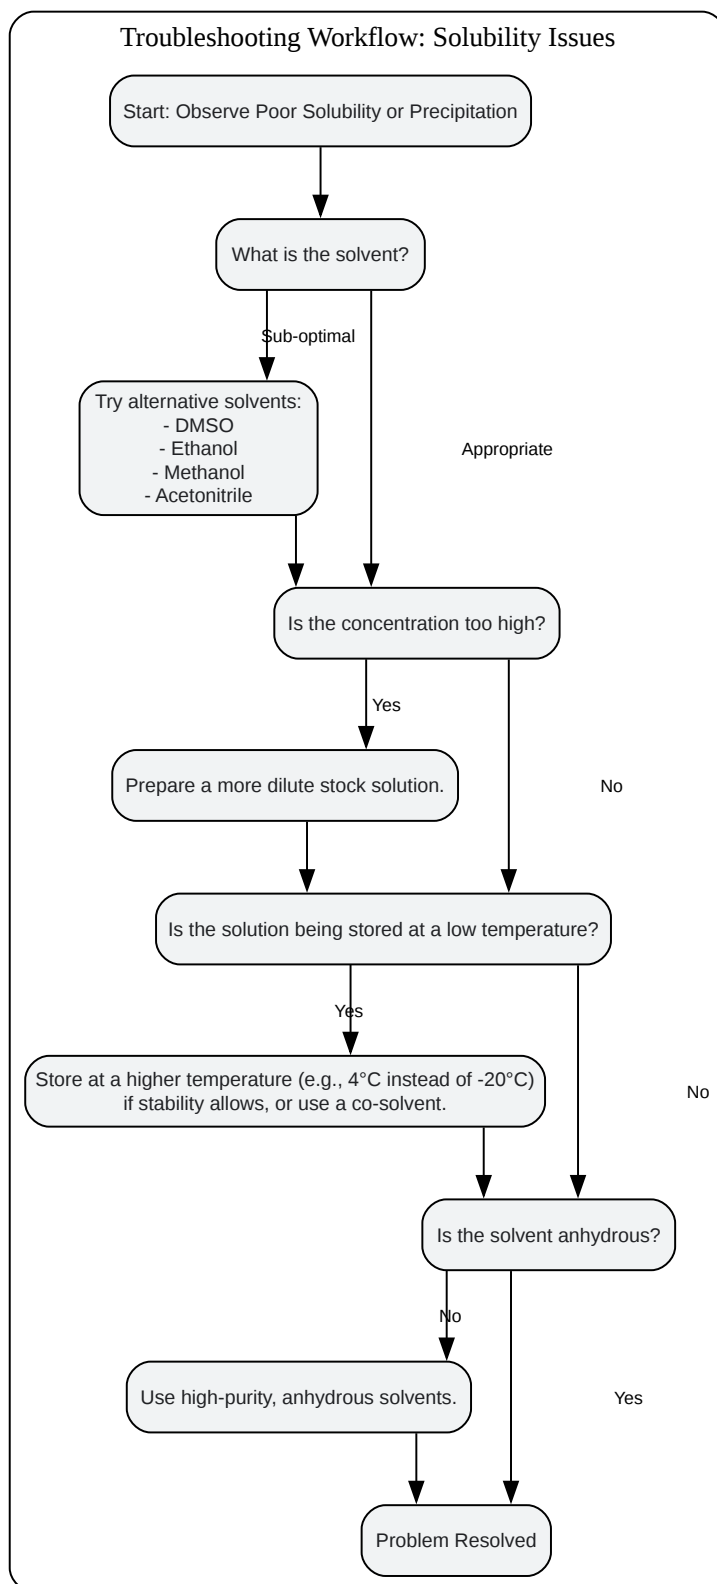 Troubleshooting Workflow: Solubility Issues
Start: Observe Poor Solubility or Precipitation
What is the solvent?
Sub-optimal
Try alternative solvents:
- DMSO
- Ethanol
- Methanol
- Acetonitrile
Appropriate
Is the concentration too high?
Yes
Prepare a more dilute stock solution.
No
Is the solution being stored at a low temperature?
Yes
Store at a higher temperature (e.g., 4°C instead of -20°C)
if stability allows, or use a co-solvent.
No
Is the solvent anhydrous?
No
Use high-purity, anhydrous solvents.
Yes
Problem Resolved